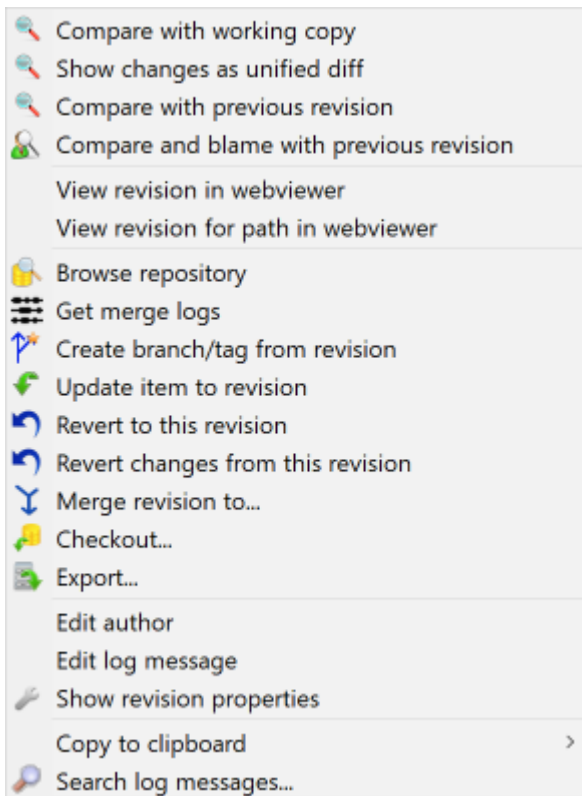 Compare with working copy
Show changes as unified diff
Compare with previous revision
Compare and blame with previous revision
View revision in webviewer
View revision for path in webviewer
Browse repository
Get merge logs
Create branch/tag from revision
Update item to revision
Revert to this revision
Revert changes from this revision
Merge revision to...
Checkout...
Export...
Edit author
Edit log message
Show revision properties
Copy to clipboard
Search log messages...